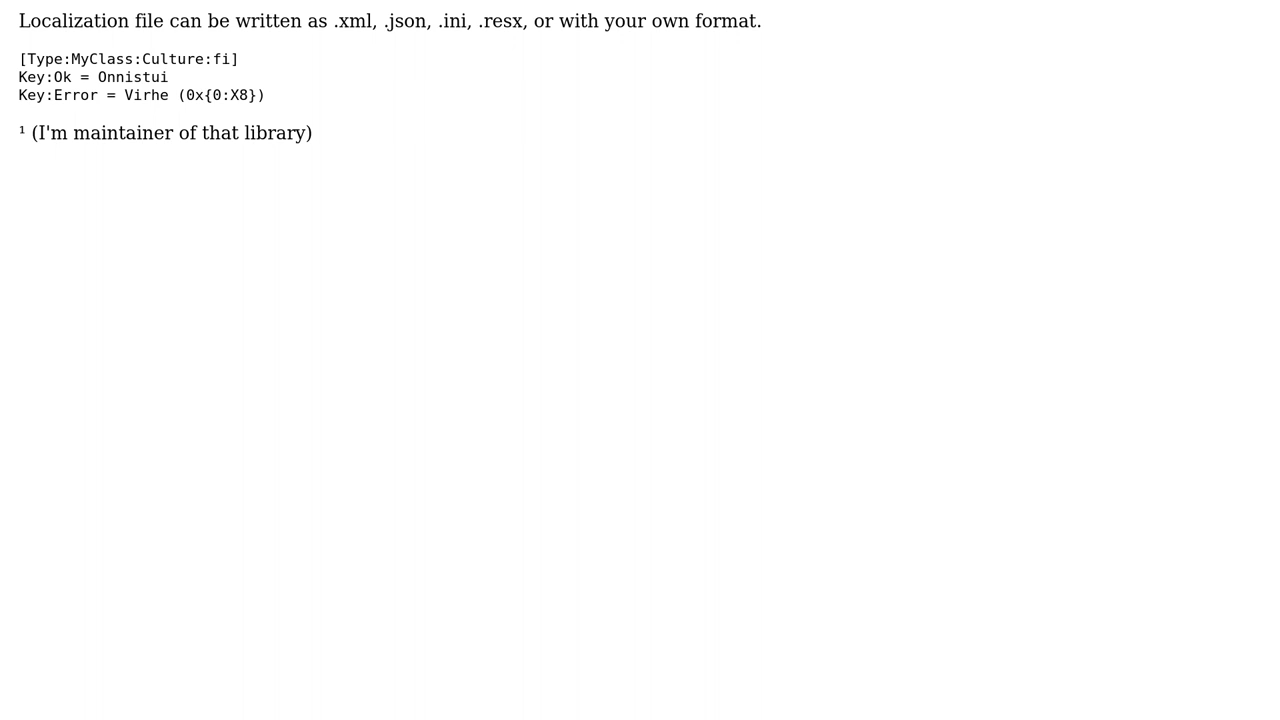 Localization file can be written as .xml, .json, .ini, .resx, or with your own format.
[Type:MyClass:Culture:fi]
Key:Ok = Onnistui
Key:Error = Virhe (0x{0:X8})
¹ (I'm maintainer of that library)